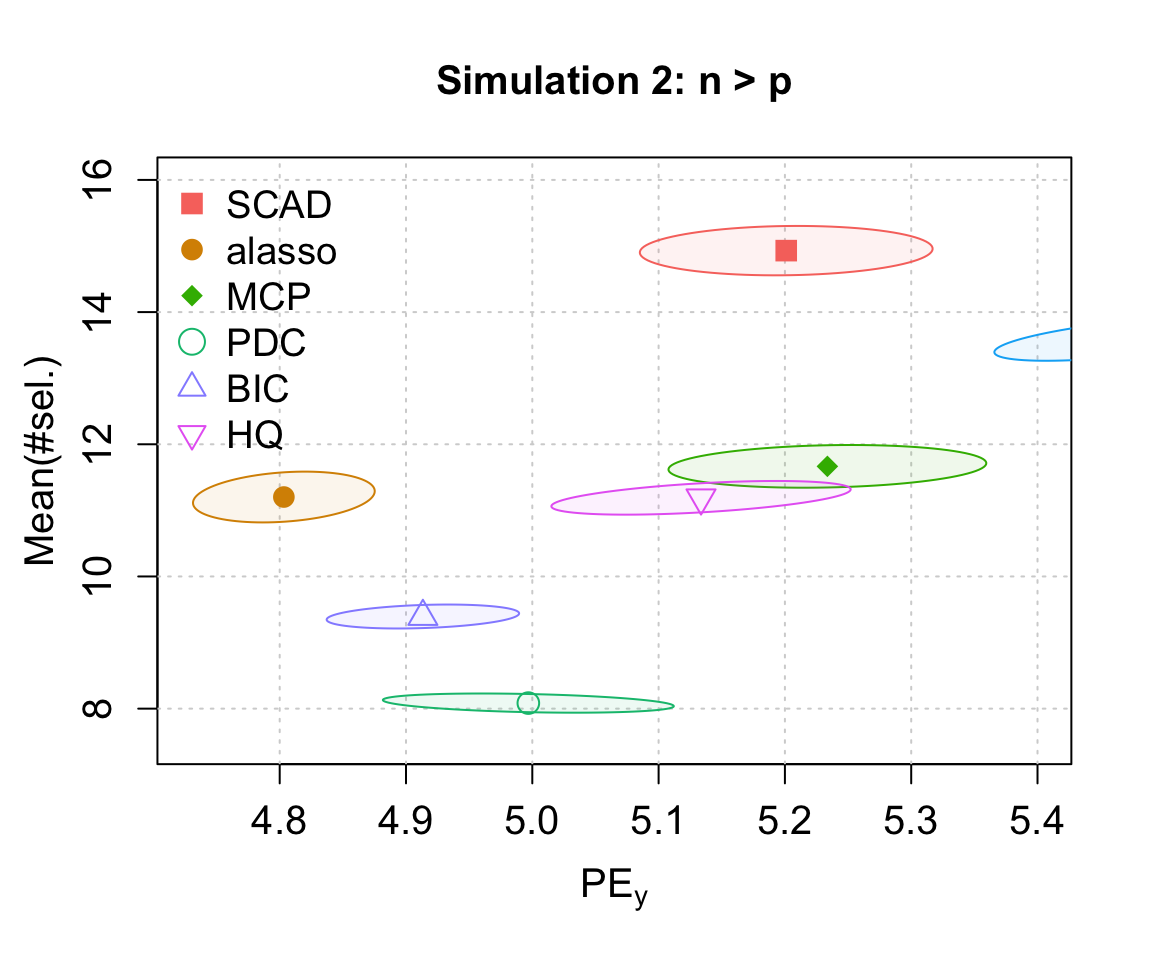 Simulation 2: n > p
16
14
12
10
8
Mean(#sel.)
SCAD
alasso
MCP
PDC
BIC
HQ
4.8 4.9 5.0 5.1 5.2 5.3 5.4
PEy